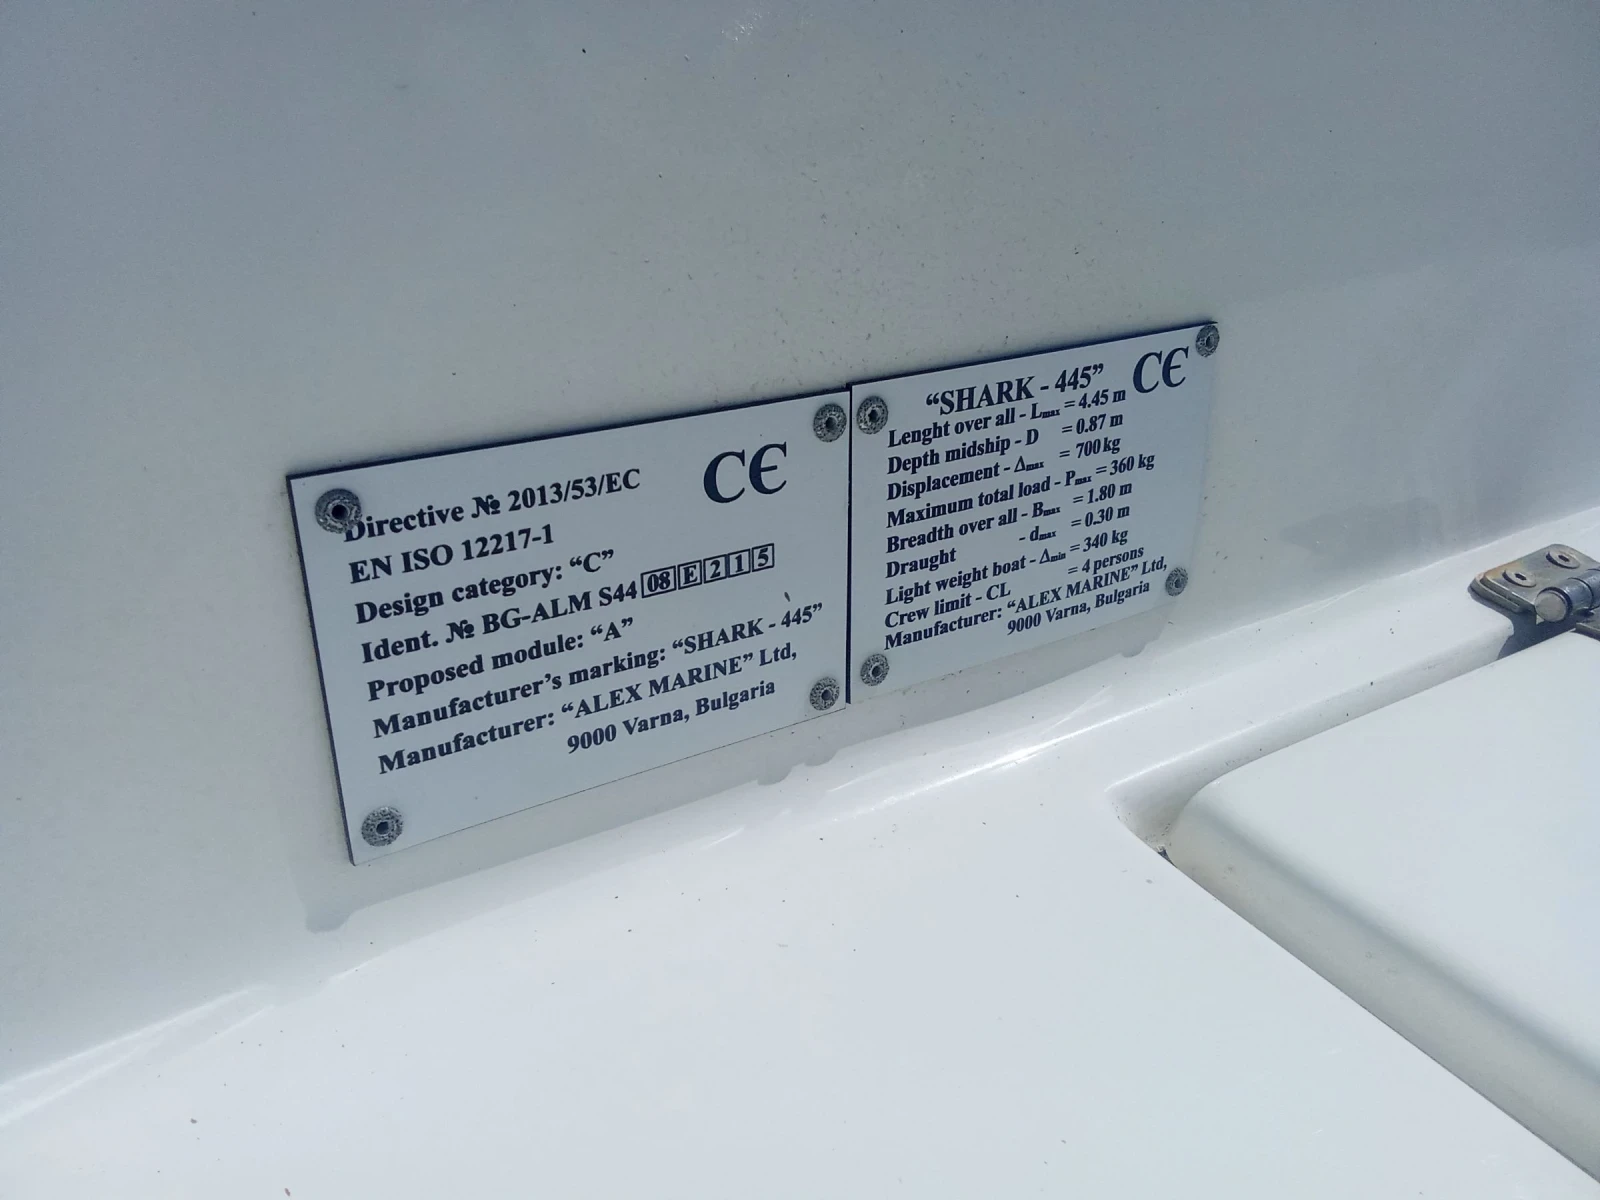 Directive № 2013/53/EC
CE
EN ISO 12217-1
Design category: “C”
Ident. № BG-ALM S44 08 E 2 1 5
Proposed module: “A”
Manufacturer’s marking: “SHARK - 445”
Manufacturer: “ALEX MARINE” Ltd,
9000 Varna, Bulgaria
“SHARK - 445”
CE
Lenght over all - Lmax = 4.45 m
Depth midship - D = 0.87 m
Displacement - Δmax = 700 kg
Maximum total load - Pmax = 360 kg
Breadth over all - Bmax = 1.80 m
Draught - dmax = 0.30 m
Light weight boat - Δmin = 340 kg
Crew limit - CL = 4 persons
Manufacturer: “ALEX MARINE” Ltd,
9000 Varna, Bulgaria